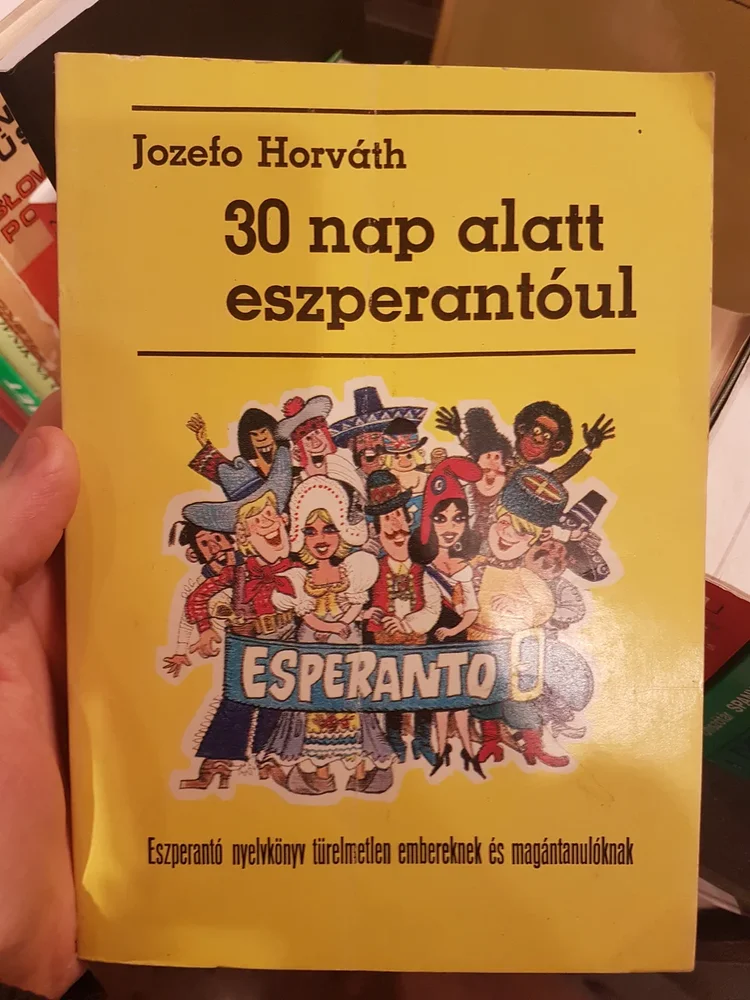 Jozefo Horváth
30 nap alatt
eszperantóul
ESPERANTO
Eszperantó nyelvkönyv türelmetlen embereknek és magántanulóknak